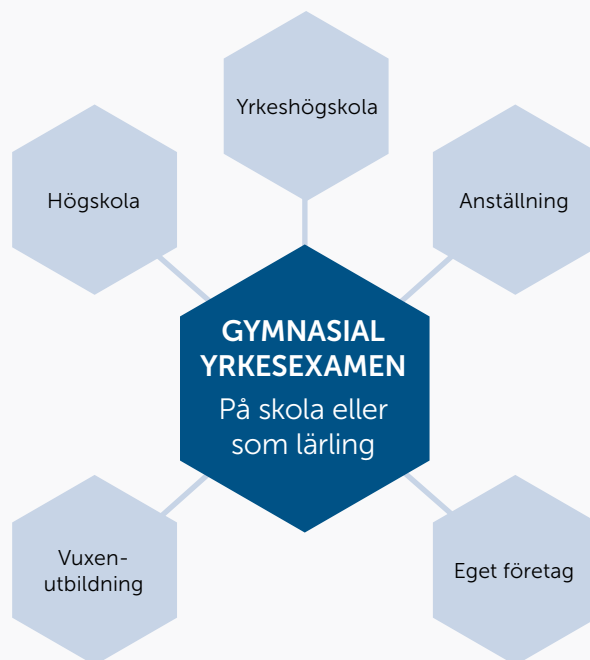 Yrkeshögskola
Högskola
Anställning
GYMNASIAL
YRKESEXAMEN
På skola eller
som lärling
Vuxen-
utbildning
Eget företag